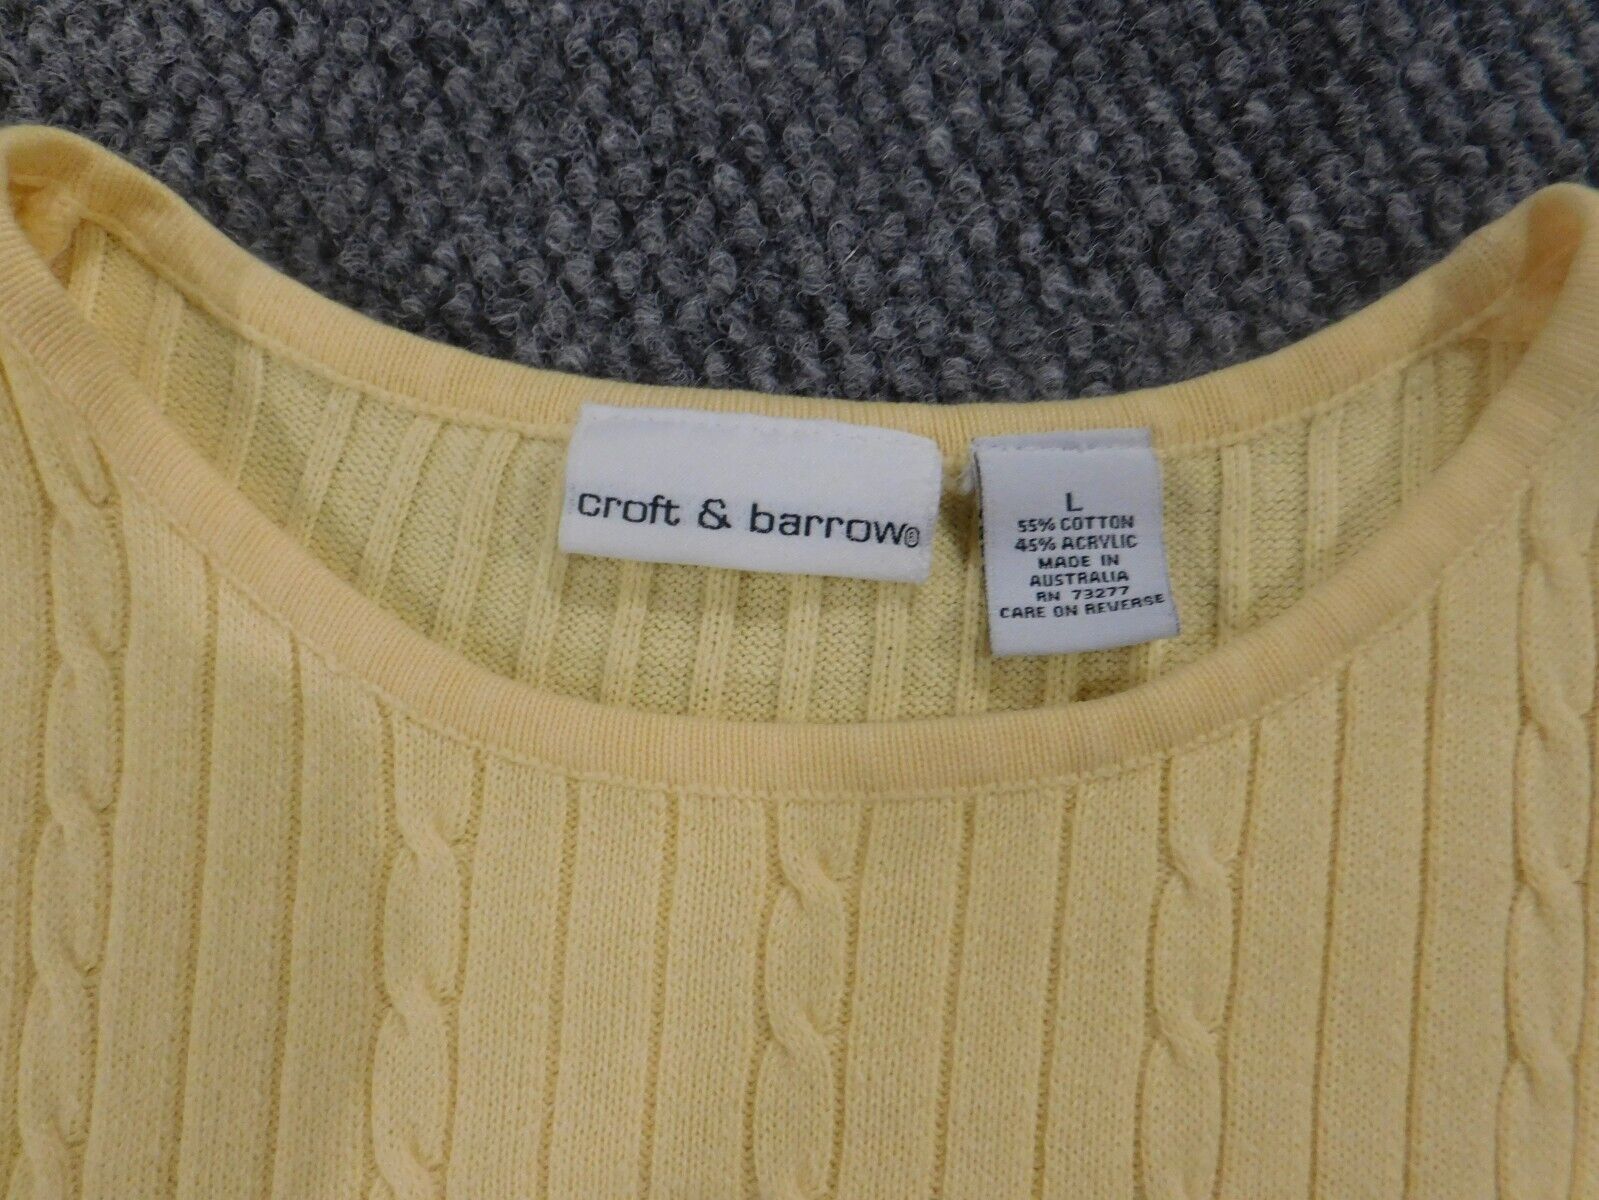 croft & barrow®
L
55% COTTON
45% ACRYLIC
MADE IN
AUSTRALIA
RN 73277
CARE ON REVERSE